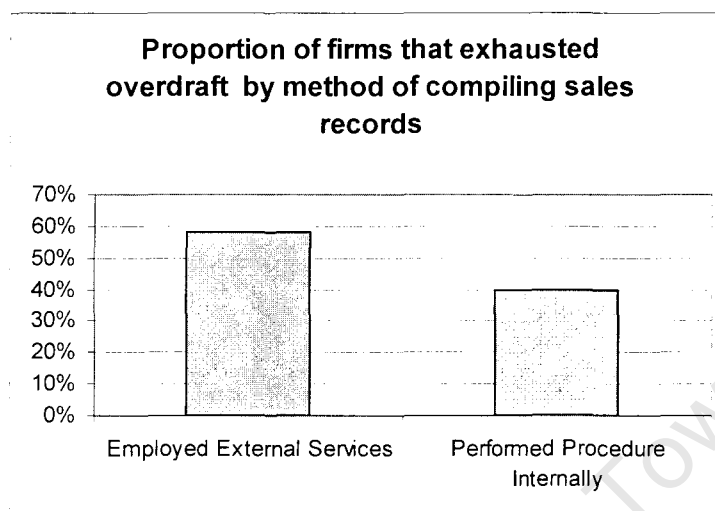 Proportion of firms that exhausted
overdraft by method of compiling sales
records
70%
60%
50%
40%
30%
20%
10%
0%
Employed External Services
Performed Procedure
Internally
Tow